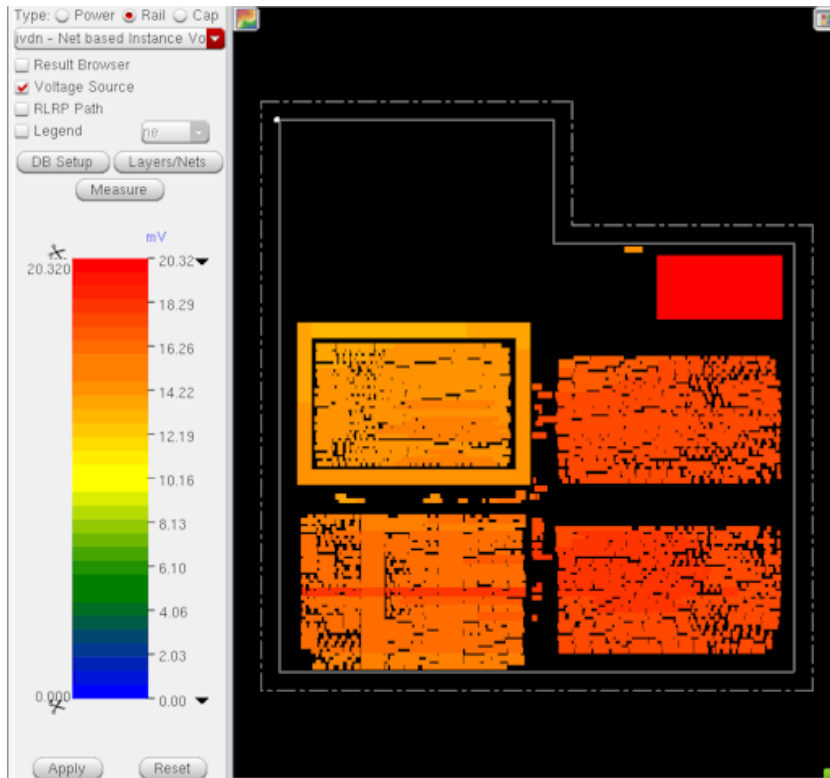 Type: Power Rail Cap
ivdn - Net based Instance Vo
Result Browser
Voltage Source
RLRP Path
Legend ne
DB Setup Layers/Nets
Measure
mV
20.320 20.32
18.29
16.26
14.22
12.19
10.16
8.13
6.10
4.06
2.03
0.000 0.00
Apply Reset